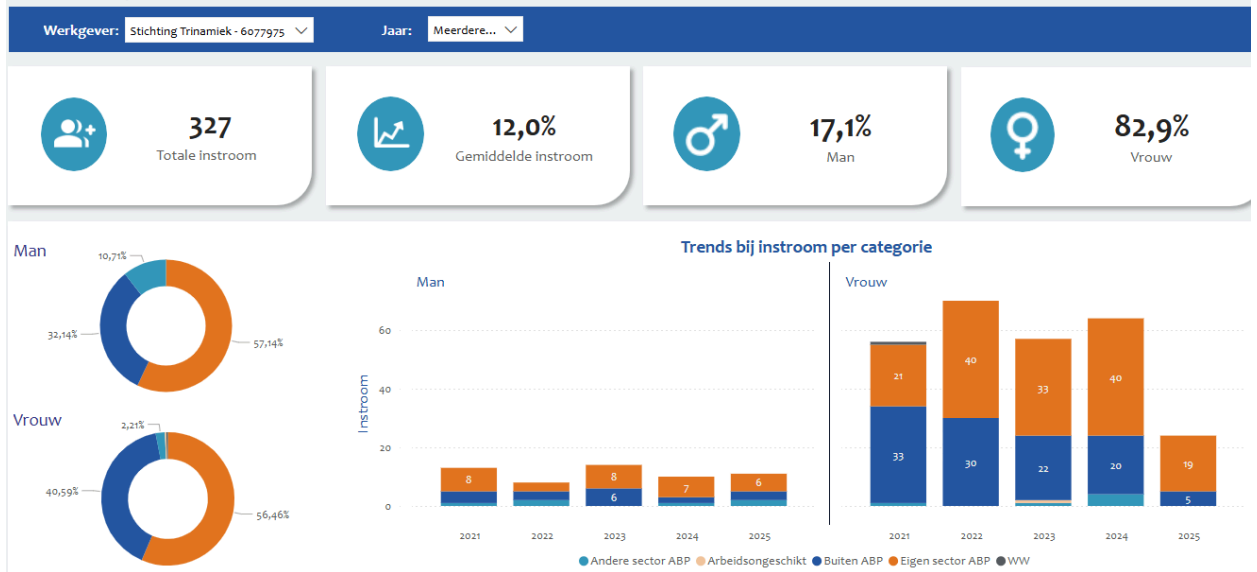 Werkgever: Stichting Trinamiek - 6077975 Jaar: Meerdere...
327
Totale instroom
12,0%
Gemiddelde instroom
17,1%
Man
82,9%
Vrouw
Man
10,71%
32,14%
57,14%
Vrouw
2,21%
40,59%
56,46%
Trends bij instroom per categorie
Man
Instroom
60
40
20
0
8
8
6
7
6
2021 2022 2023 2024 2025
Vrouw
21
33
40
30
33
22
40
20
19
5
2021 2022 2023 2024 2025
Andere sector ABP Arbeidsongeschikt Buiten ABP Eigen sector ABP WW